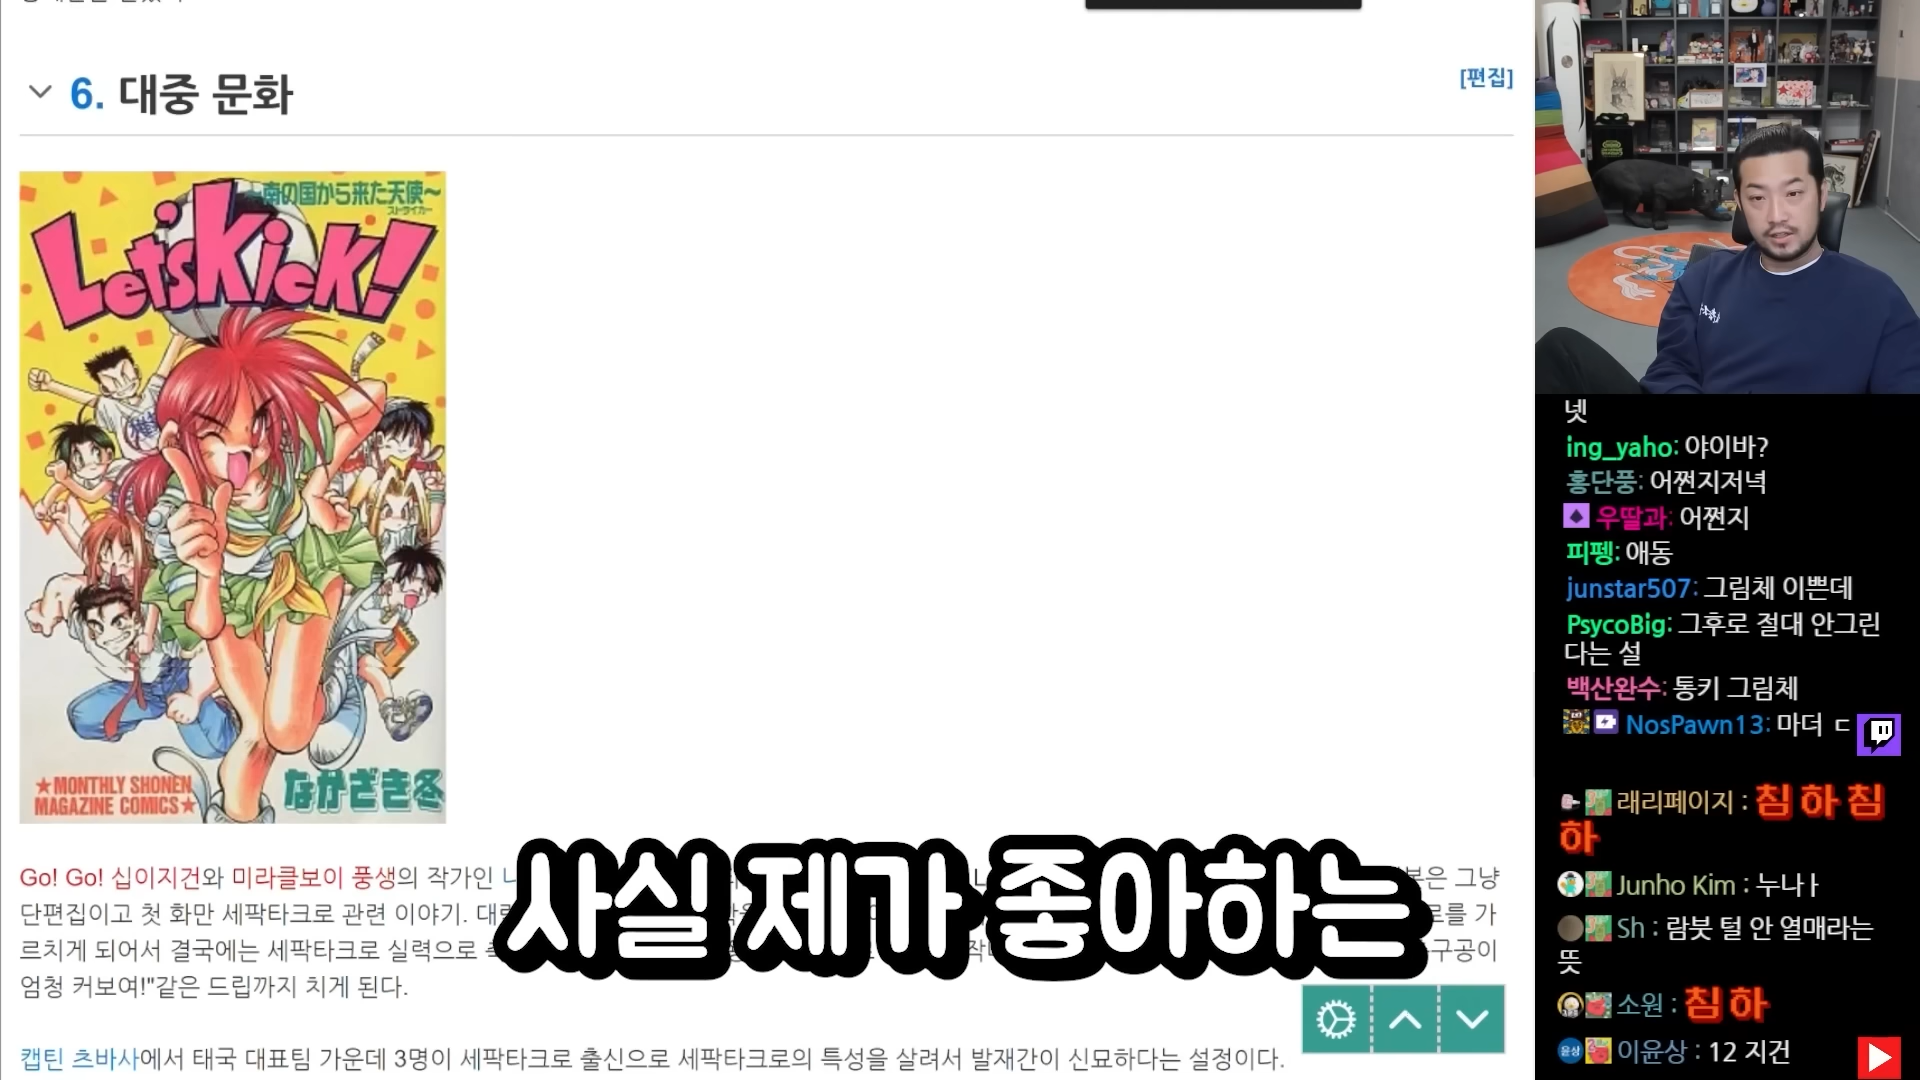 6. 대중 문화
[편집]
南の国から来た天使~
ストライカー
Let's Kick!
★MONTHLY SHONEN
MAGAZINE COMICS★
なかざき冬
Go! Go! 십이지건와 미라클보이 풍생의 작가인
은 그냥
단편집이고 첫 화만 세팍타크로 관련 이야기.
로를 가
르치게 되어서 결국에는 세팍타크로 실력으로
구공이
엄청 커보여!"같은 드립까지 치게 된다.
캡틴 츠바사에서 태국 대표팀 가운데 3명이 세팍타크로 출신으로 세팍타크로의 특성을 살려서 발재간이 신묘하다는 설정이다.
사실 제가 좋아하는
넷
ing_yaho: 야이바?
홍단풍: 어쩐지저녁
우딸과: 어쩐지
피펭: 애동
junstar507: 그림체 이쁜데
PsycoBig: 그후로 절대 안그린
다는 설
백산완수: 통키 그림체
NosPawn13: 마더 ㄷ
래리페이지 : 침하침
하
Junho Kim : 누나ㅏ
Sh : 람붓 털 안 열매라는
뜻
소원 : 침하
윤상 이윤상 : 12 지건